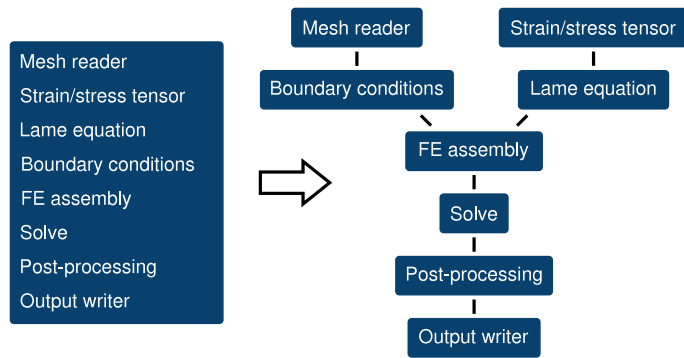 Mesh reader
Strain/stress tensor
Lame equation
Boundary conditions
FE assembly
Solve
Post-processing
Output writer
Mesh reader
Strain/stress tensor
Boundary conditions
Lame equation
FE assembly
Solve
Post-processing
Output writer